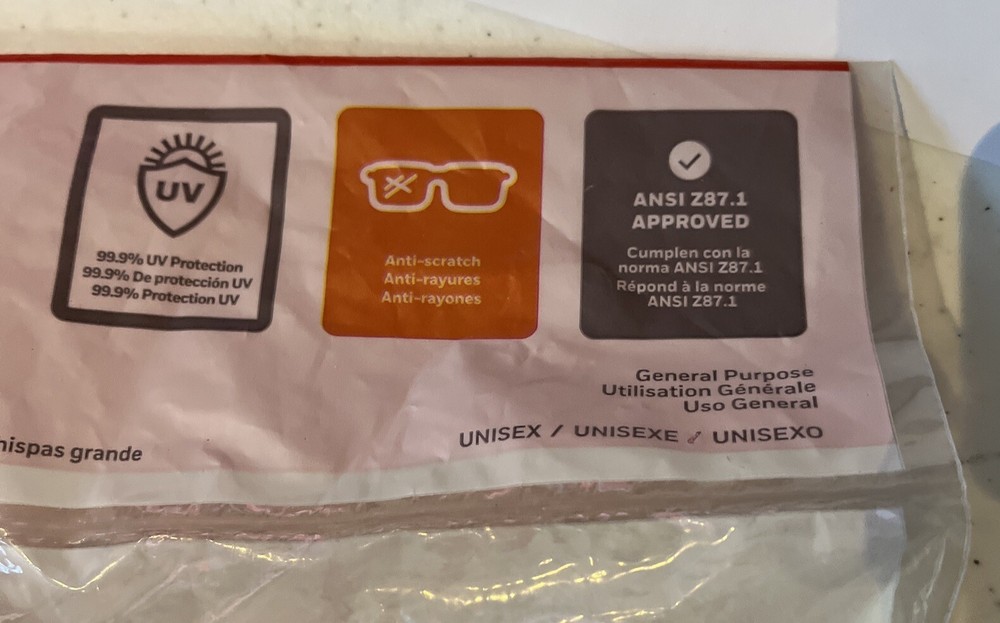 UV
99.9% UV Protection
99.9% De protección UV
99.9% Protection UV
Anti-scratch
Anti-rayures
Anti-rayones
ANSI Z87.1
APPROVED
Cumplen con la
norma ANSI Z87.1
Répond à la norme
ANSI Z87.1
General Purpose
Utilisation Générale
Uso General
UNISEX / UNISEXE / UNISEXO
grande